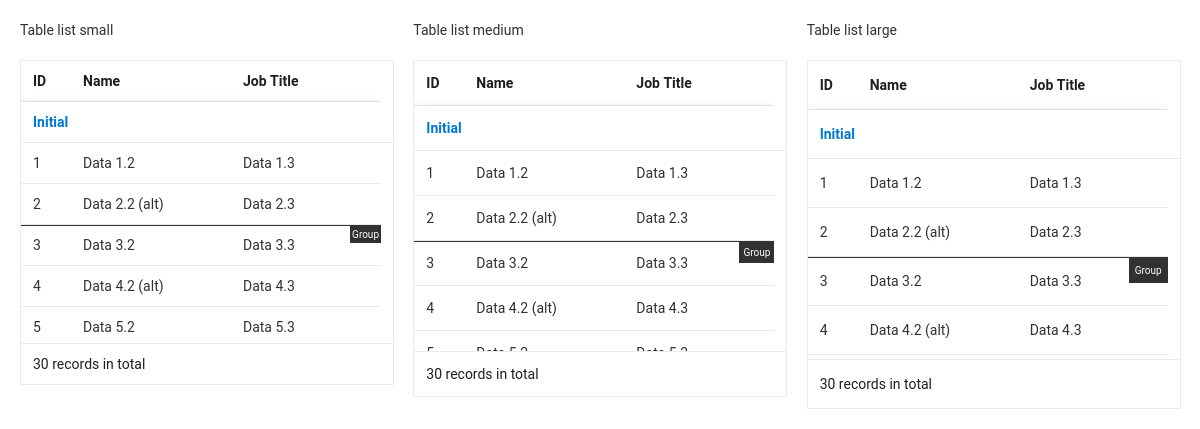 Table list small
ID Name Job Title
Initial
1 Data 1.2 Data 1.3
2 Data 2.2 (alt) Data 2.3
Group
3 Data 3.2 Data 3.3
4 Data 4.2 (alt) Data 4.3
5 Data 5.2 Data 5.3
30 records in total
Table list medium
ID Name Job Title
Initial
1 Data 1.2 Data 1.3
2 Data 2.2 (alt) Data 2.3
Group
3 Data 3.2 Data 3.3
4 Data 4.2 (alt) Data 4.3
5 Data 5.2 Data 5.3
30 records in total
Table list large
ID Name Job Title
Initial
1 Data 1.2 Data 1.3
2 Data 2.2 (alt) Data 2.3
Group
3 Data 3.2 Data 3.3
4 Data 4.2 (alt) Data 4.3
30 records in total